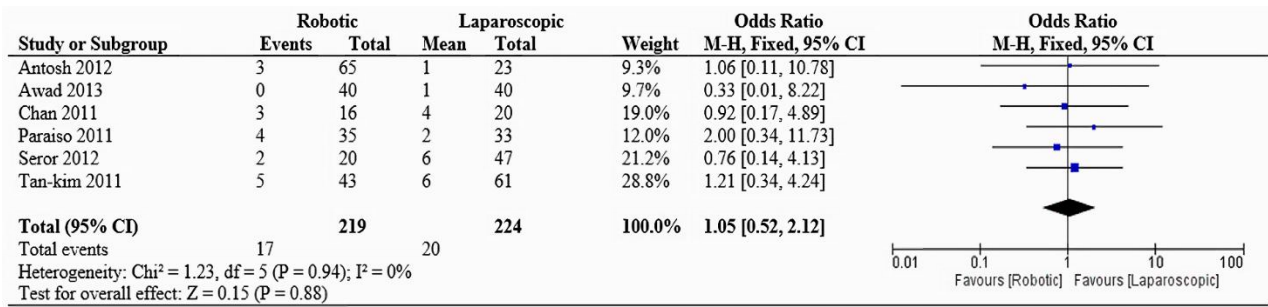 Robotic Laparoscopic Odds Ratio Odds Ratio
Study or Subgroup Events Total Mean Total Weight M-H, Fixed, 95% CI M-H, Fixed, 95% CI
Antosh 2012 3 65 1 23 9.3% 1.06 [0.11, 10.78]
Awad 2013 0 40 1 40 9.7% 0.33 [0.01, 8.22]
Chan 2011 3 16 4 20 19.0% 0.92 [0.17, 4.89]
Paraiso 2011 4 35 2 33 12.0% 2.00 [0.34, 11.73]
Seror 2012 2 20 6 47 21.2% 0.76 [0.14, 4.13]
Tan-kim 2011 5 43 6 61 28.8% 1.21 [0.34, 4.24]
Total (95% CI) 219 224 100.0% 1.05 [0.52, 2.12]
Total events 17 20
Heterogeneity: Chi² = 1.23, df = 5 (P = 0.94); I² = 0%
Test for overall effect: Z = 0.15 (P = 0.88)
0.01 0.1 1 10 100
Favours [Robotic] Favours [Laparoscopic]